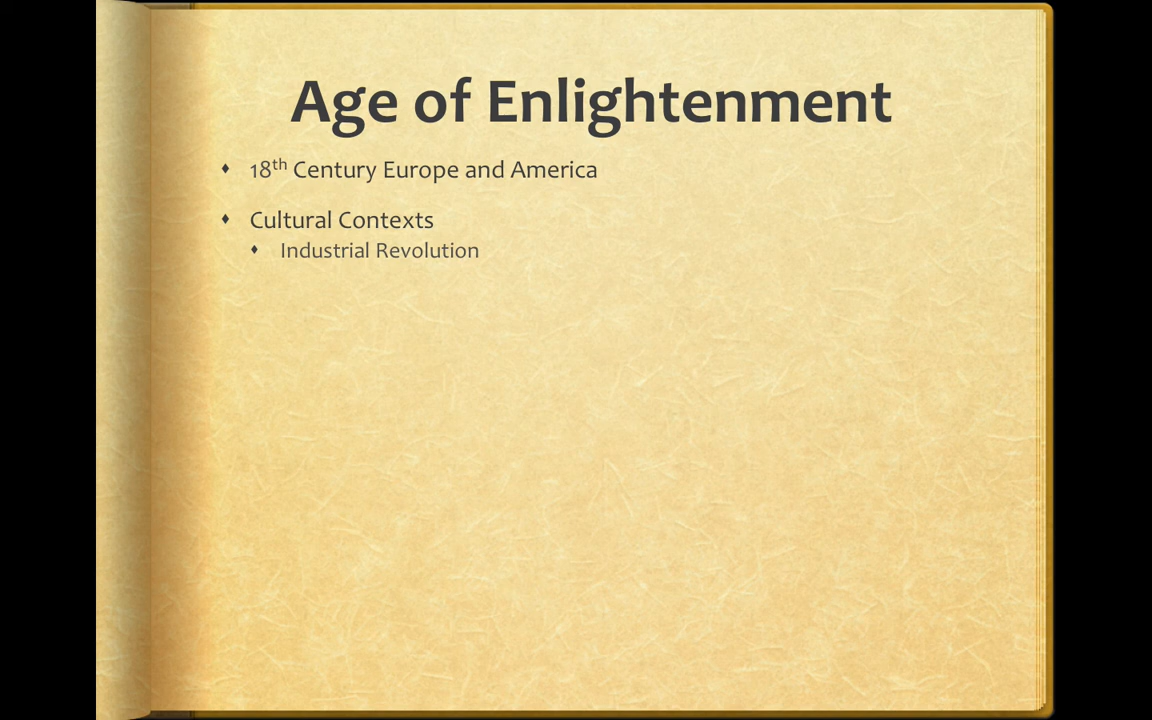 Age of Enlightenment
18th Century Europe and America
Cultural Contexts
Industrial Revolution